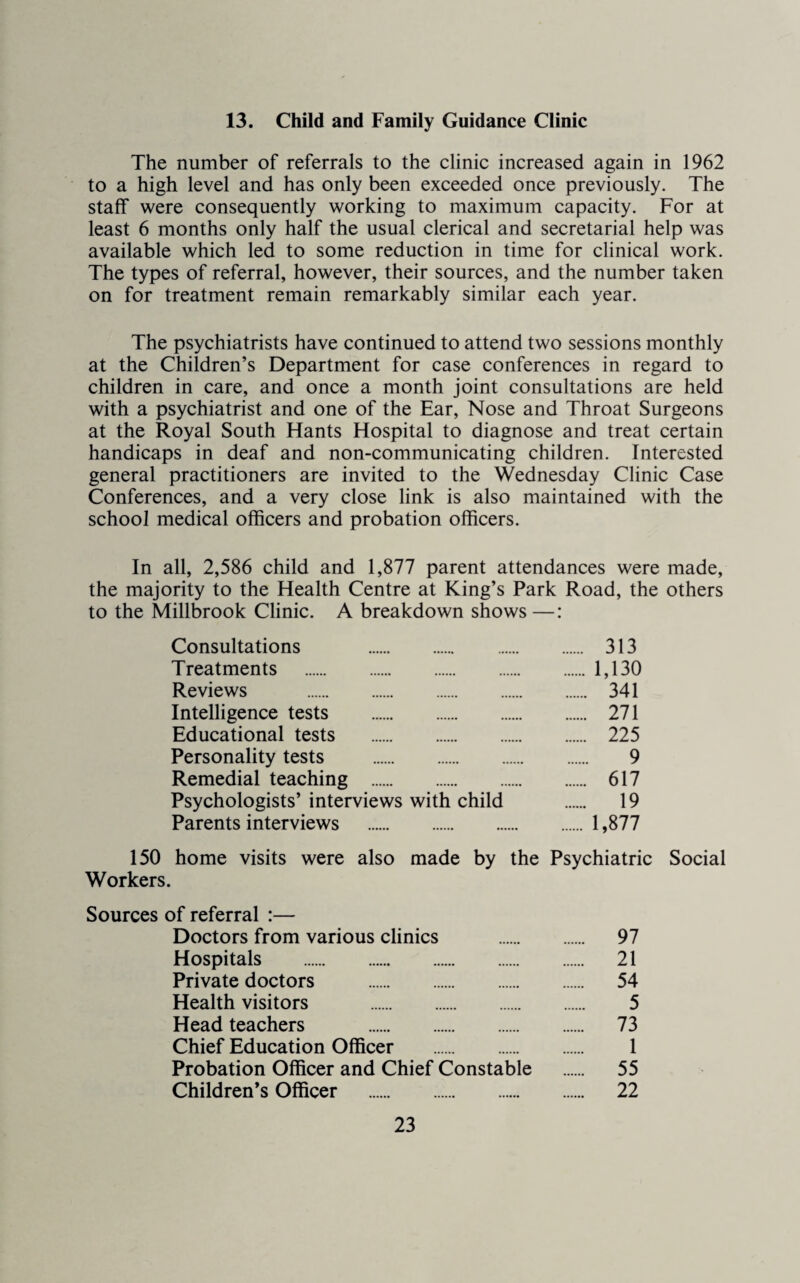 13. Child and Family Guidance Clinic
The number of referrals to the clinic increased again in 1962
to a high level and has only been exceeded once previously. The
staff were consequently working to maximum capacity. For at
least 6 months only half the usual clerical and secretarial help was
available which led to some reduction in time for clinical work.
The types of referral, however, their sources, and the number taken
on for treatment remain remarkably similar each year.
The psychiatrists have continued to attend two sessions monthly
at the Children’s Department for case conferences in regard to
children in care, and once a month joint consultations are held
with a psychiatrist and one of the Ear, Nose and Throat Surgeons
at the Royal South Hants Hospital to diagnose and treat certain
handicaps in deaf and non-communicating children. Interested
general practitioners are invited to the Wednesday Clinic Case
Conferences, and a very close link is also maintained with the
school medical officers and probation officers.
In all, 2,586 child and 1,877 parent attendances were made,
the majority to the Health Centre at King’s Park Road, the others
to the Millbrook Clinic. A breakdown shows —:
Consultations ...... ...... ...... ...... 313
Treatments ...... ...... ...... ...... ...... 1,130
Reviews ...... ...... ...... ...... ...... 341
Intelligence tests ...... ...... ...... ...... 271
Educational tests ...... ...... ...... ...... 225
Personality tests ...... ...... ...... ...... 9
Remedial teaching ...... ...... ...... ...... 617
Psychologists’ interviews with child ...... 19
Parents interviews ...... ...... ...... ...... 1,877
150 home visits were also made by the Psychiatric Social
Workers.
Sources of referral :—
Doctors from various clinics ...... ...... 97
Hospitals ...... ...... ...... ...... ...... 21
Private doctors ...... ...... ...... ...... 54
Health visitors ...... ...... ...... ...... 5
Head teachers ...... ...... ...... ...... 73
Chief Education Officer ...... ...... ...... 1
Probation Officer and Chief Constable ...... 55
Children’s Officer ...... ...... ...... ...... 22
23